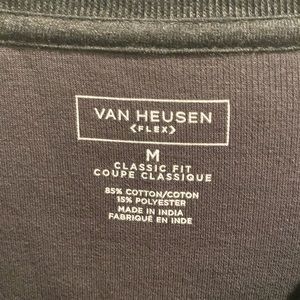 VAN HEUSEN
<FLEX>
M
CLASSIC FIT
COUPE CLASSIQUE
85% COTTON/COTON
15% POLYESTER
MADE IN INDIA
FABRIQUÉ EN INDE